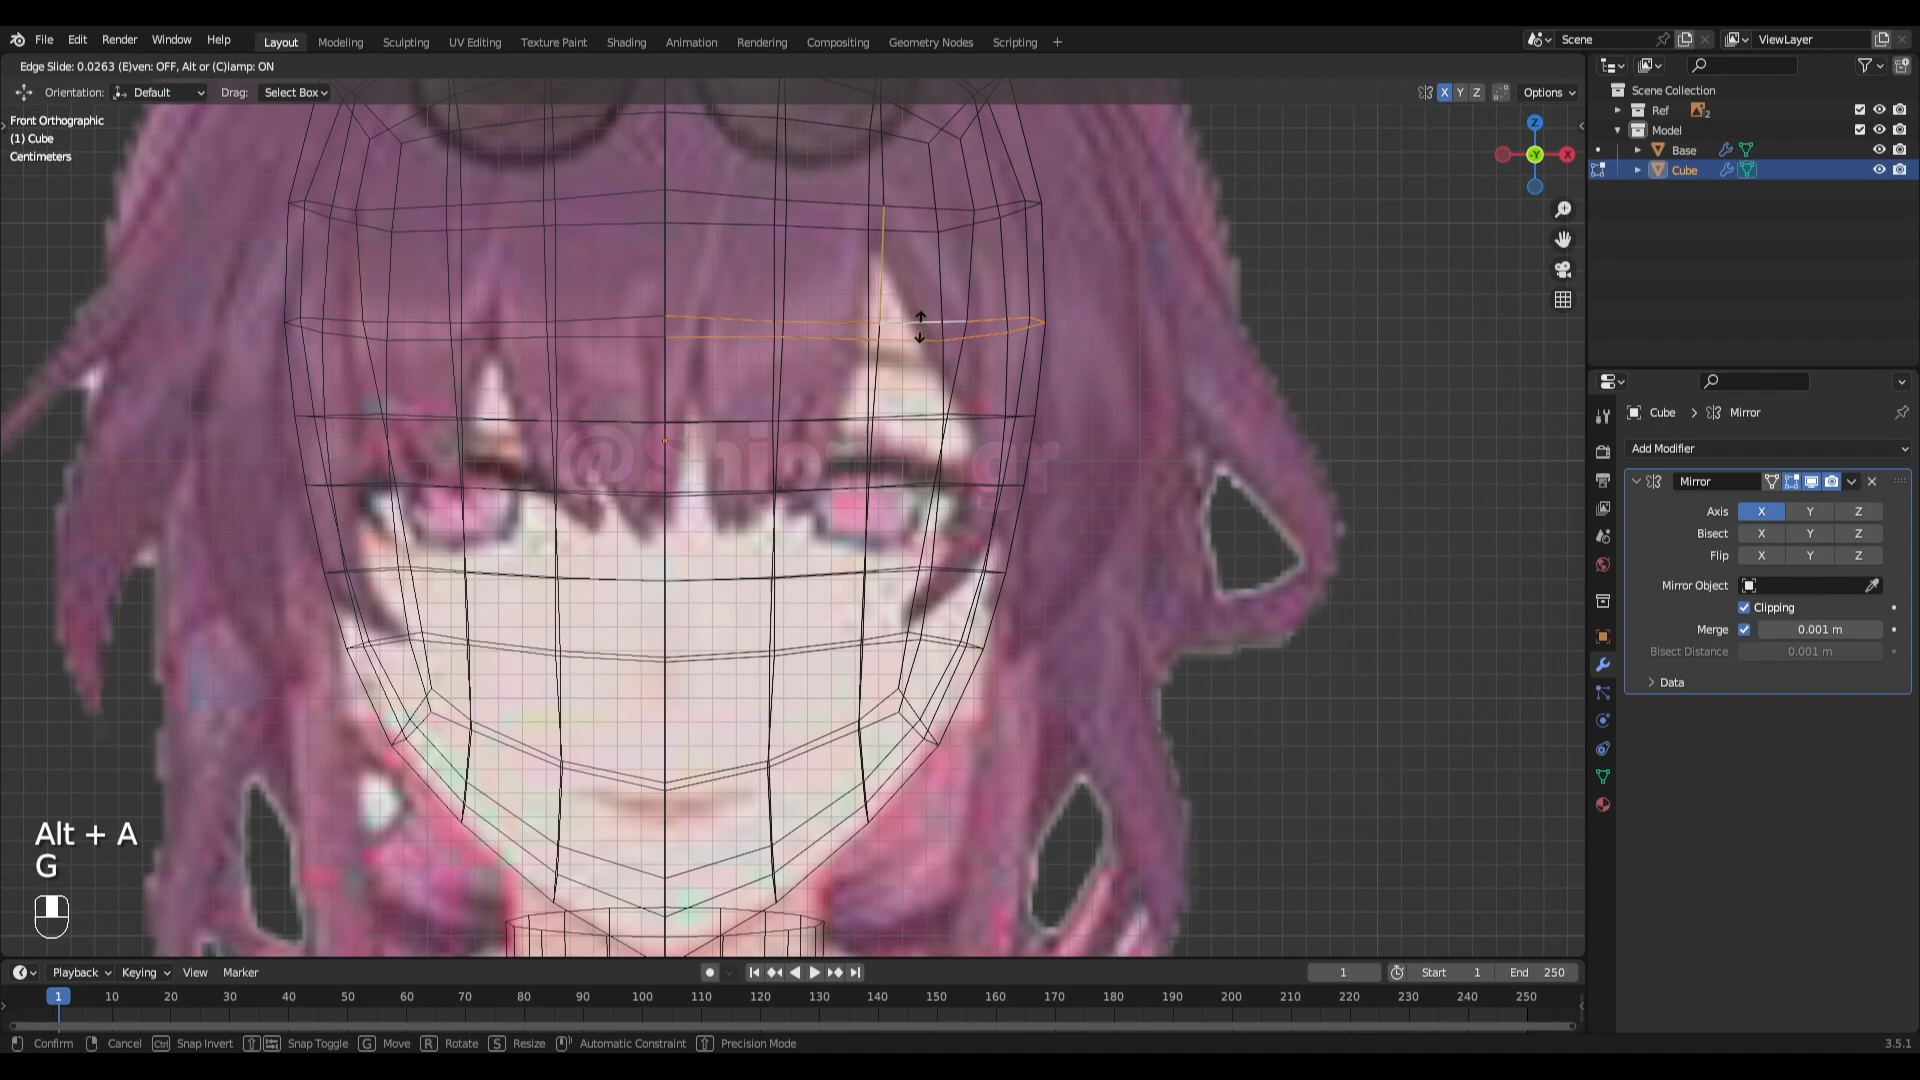 File Edit Render Window Help Layout Modeling Sculpting UV Editing Texture Paint Shading Animation Rendering Compositing Geometry Nodes Scripting + Scene ViewLayer
Edge Slide: 0.0263 (E)ven: OFF, Alt or (C)lamp: ON
Orientation: Default Drag: Select Box X Y Z Options
Front Orthographic
(1) Cube
Centimeters
Z
-Y X
Scene Collection
Ref 2
Model
Base
Cube
Cube > Mirror
Add Modifier
Mirror
Axis X Y Z
Bisect X Y Z
Flip X Y Z
Mirror Object
Clipping
Merge 0.001 m
Bisect Distance 0.001 m
Data
Alt + A
G
Playback Keying View Marker 1 Start 1 End 250
1 10 20 30 40 50 60 70 80 90 100 110 120 130 140 150 160 170 180 190 200 210 220 230 240 250
Confirm Cancel Ctrl Snap Invert Snap Toggle G Move R Rotate S Resize Automatic Constraint Precision Mode 3.5.1